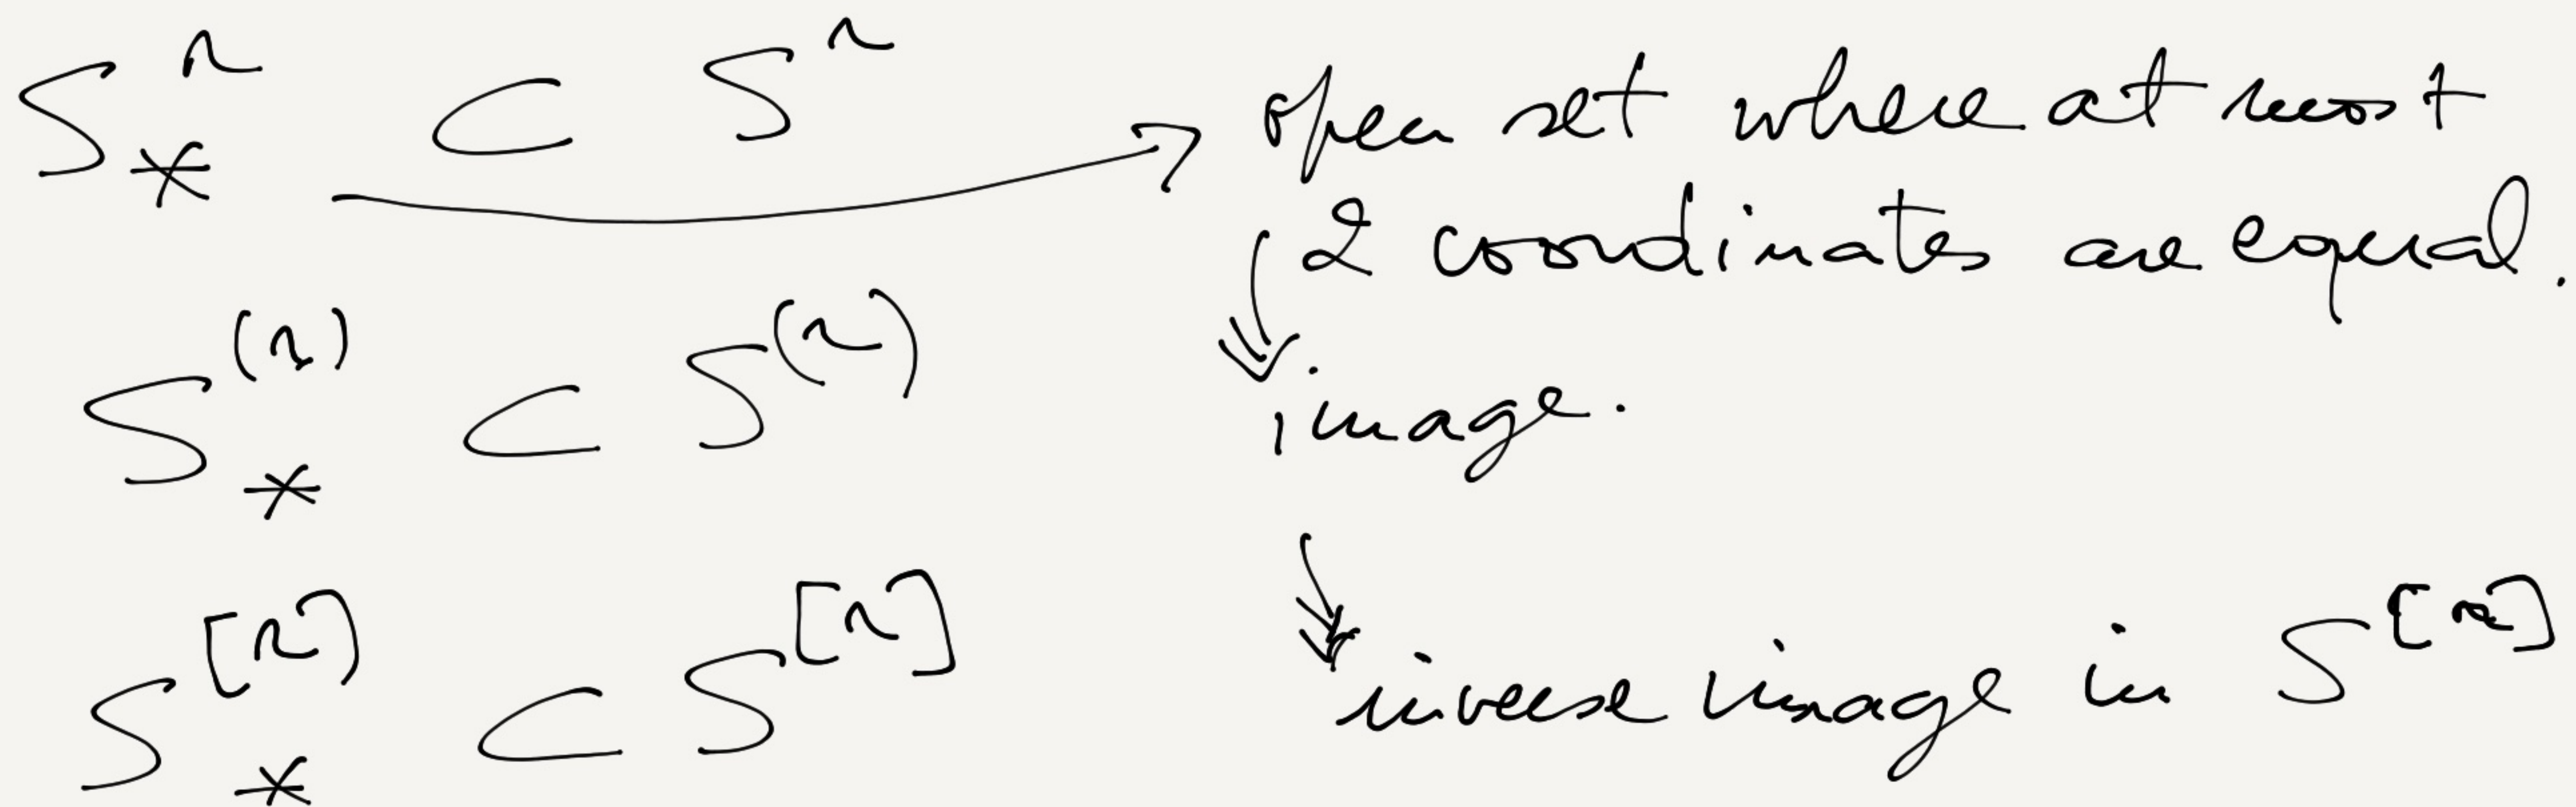 S_*^r ⊂ S^r → open set where at most
2 coordinates are equal.
S_*^{(r)} ⊂ S^{(r)} image.
S_*^{[r]} ⊂ S^{[r]} inverse image in S^{[r]}